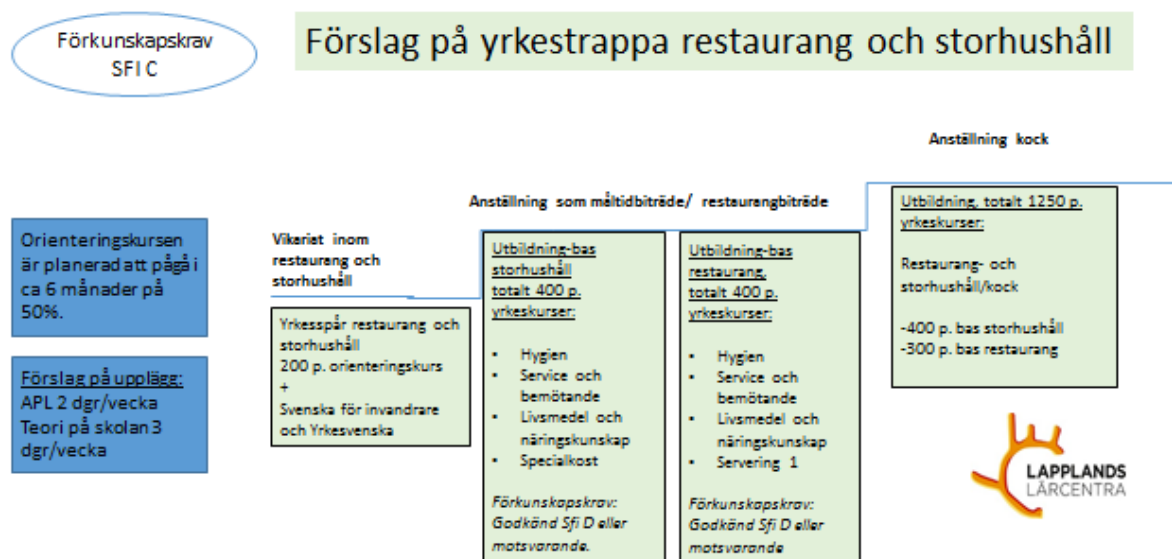 Förkunskapskrav
SFI C
Förslag på yrkestrappa restaurang och storhushåll
Anställning kock
Anställning som måltidbiträde/ restaurangbiträde
Orienteringskursen
är planerad att pågå i
ca 6 månader på
50%.
Förslag på upplägg:
APL 2 dgr/vecka
Teori på skolan 3
dgr/vecka
Vikariat inom
restaurang och
storhushåll
Yrkesspår restaurang och
storhushåll
200 p. orienteringskurs
+
Svenska för invandrare
och Yrkessvenska
Utbildning-bas
storhushåll
totalt 400 p.
yrkeskurser:
• Hygien
• Service och
bemötande
• Livsmedel och
näringskunskap
• Specialkost
Förkunskapskrav:
Godkänd Sfi D eller
motsvarande.
Utbildning-bas
restaurang,
totalt 400 p.
yrkeskurser:
• Hygien
• Service och
bemötande
• Livsmedel och
näringskunskap
• Servering 1
Förkunskapskrav:
Godkänd Sfi D eller
motsvarande
Utbildning, totalt 1250 p.
yrkeskurser:
Restaurang- och
storhushåll/kock
-400 p. bas storhushåll
-300 p. bas restaurang
LAPPLANDS
LÄRCENTRA